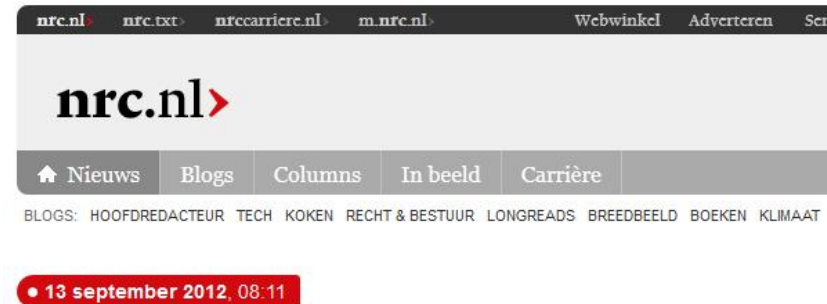 nrc.nl> nrc.txt> nrccarriere.nl> m.nrc.nl> Webwinkel Adverteren Ser
nrc.nl>
Nieuws Blogs Columns In beeld Carrière
BLOGS: HOOFDREDACTEUR TECH KOKEN RECHT & BESTUUR LONGREADS BREEDBEELD BOEKEN KLIMAAT
• 13 september 2012, 08:11